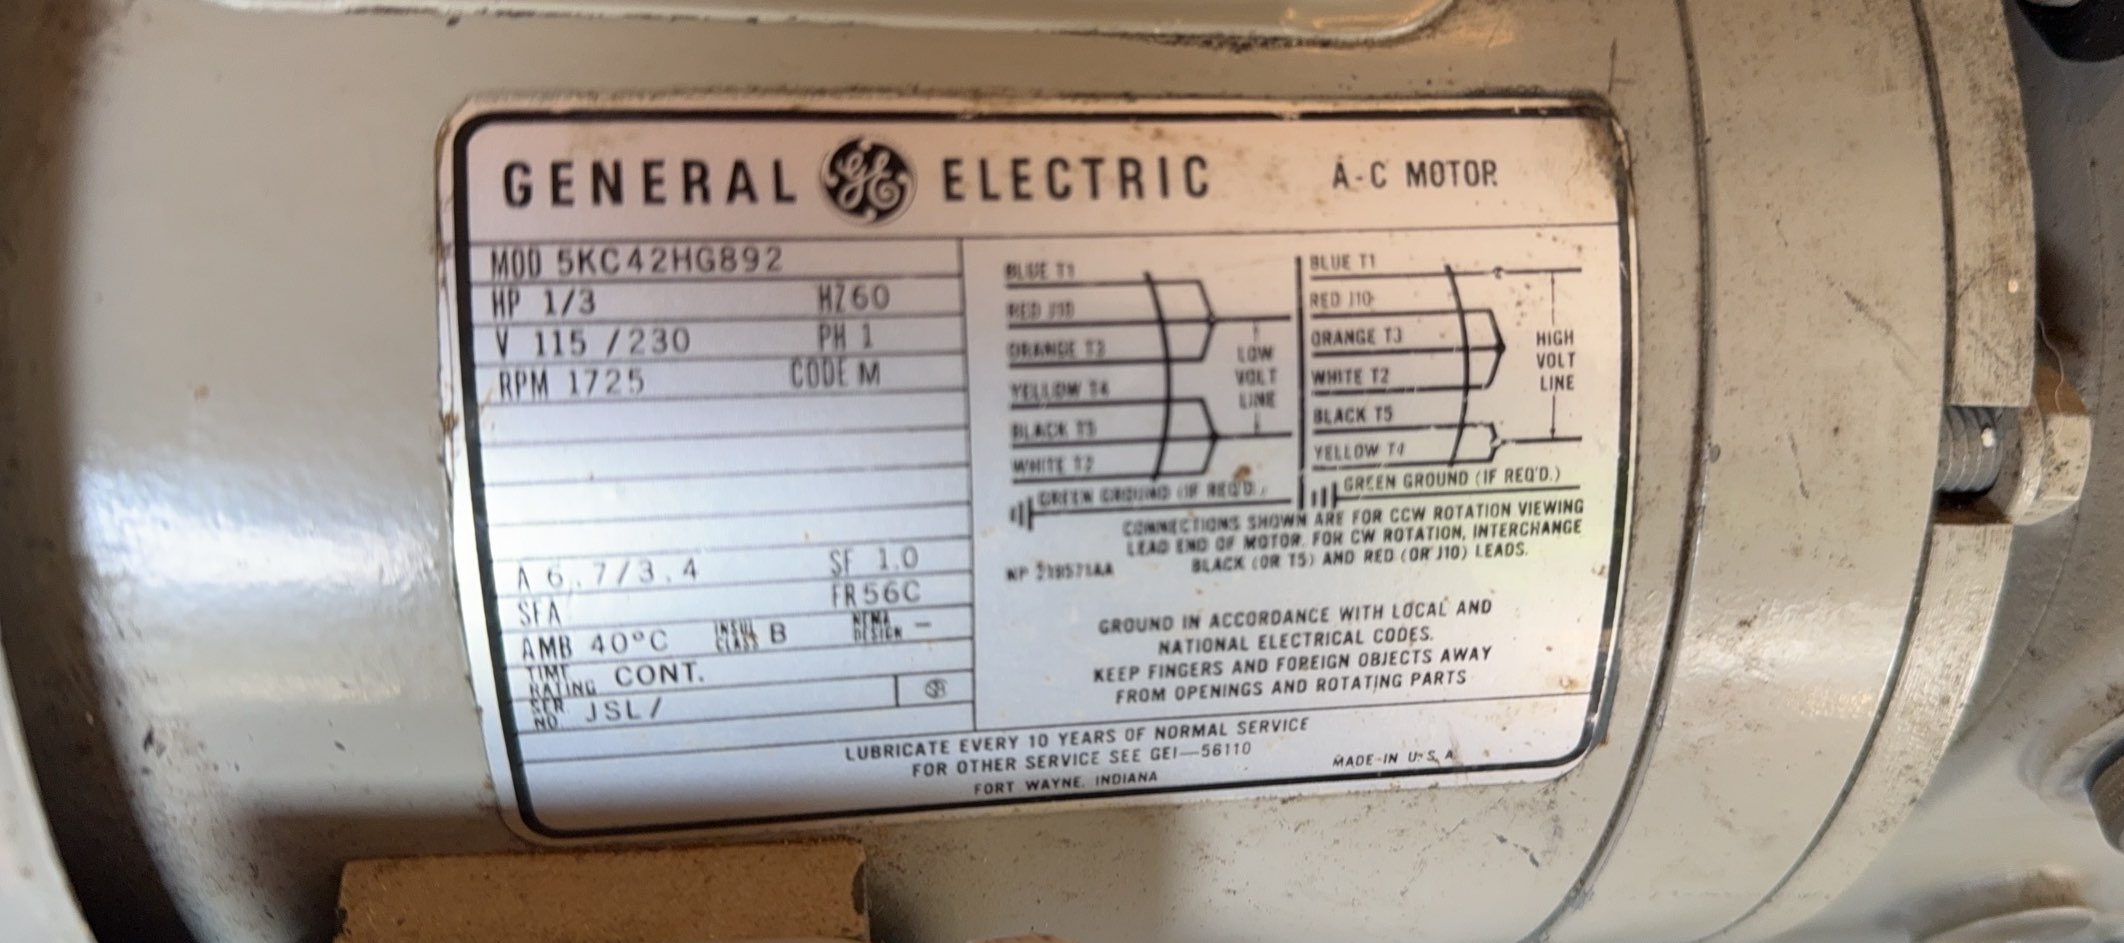 GENERAL GE ELECTRIC A-C MOTOR
MOD 5KC42HG892
HP 1/3 HZ 60
V 115 / 230 PH 1
RPM 1725 CODE M
A 6.7/3.4 SF 1.0
SFA FR 56C
AMB 40°C INSUL CLASS B NEMA DESIGN –
TIME RATING CONT.
SER. NO. JSL/
BLUE T1
RED J10
ORANGE T3
YELLOW T4
BLACK T5
WHITE T2
LOW
VOLT
LINE
GREEN GROUND (IF REQ'D.)
BLUE T1
RED J10
ORANGE T3
WHITE T2
BLACK T5
YELLOW T4
HIGH
VOLT
LINE
GREEN GROUND (IF REQ'D.)
CONNECTIONS SHOWN ARE FOR CCW ROTATION VIEWING
LEAD END OF MOTOR. FOR CW ROTATION, INTERCHANGE
BLACK (OR T5) AND RED (OR J10) LEADS.
NP
GROUND IN ACCORDANCE WITH LOCAL AND
NATIONAL ELECTRICAL CODES.
KEEP FINGERS AND FOREIGN OBJECTS AWAY
FROM OPENINGS AND ROTATING PARTS
LUBRICATE EVERY 10 YEARS OF NORMAL SERVICE
FOR OTHER SERVICE SEE GEI—56110
FORT WAYNE, INDIANA
MADE-IN U.S.A.